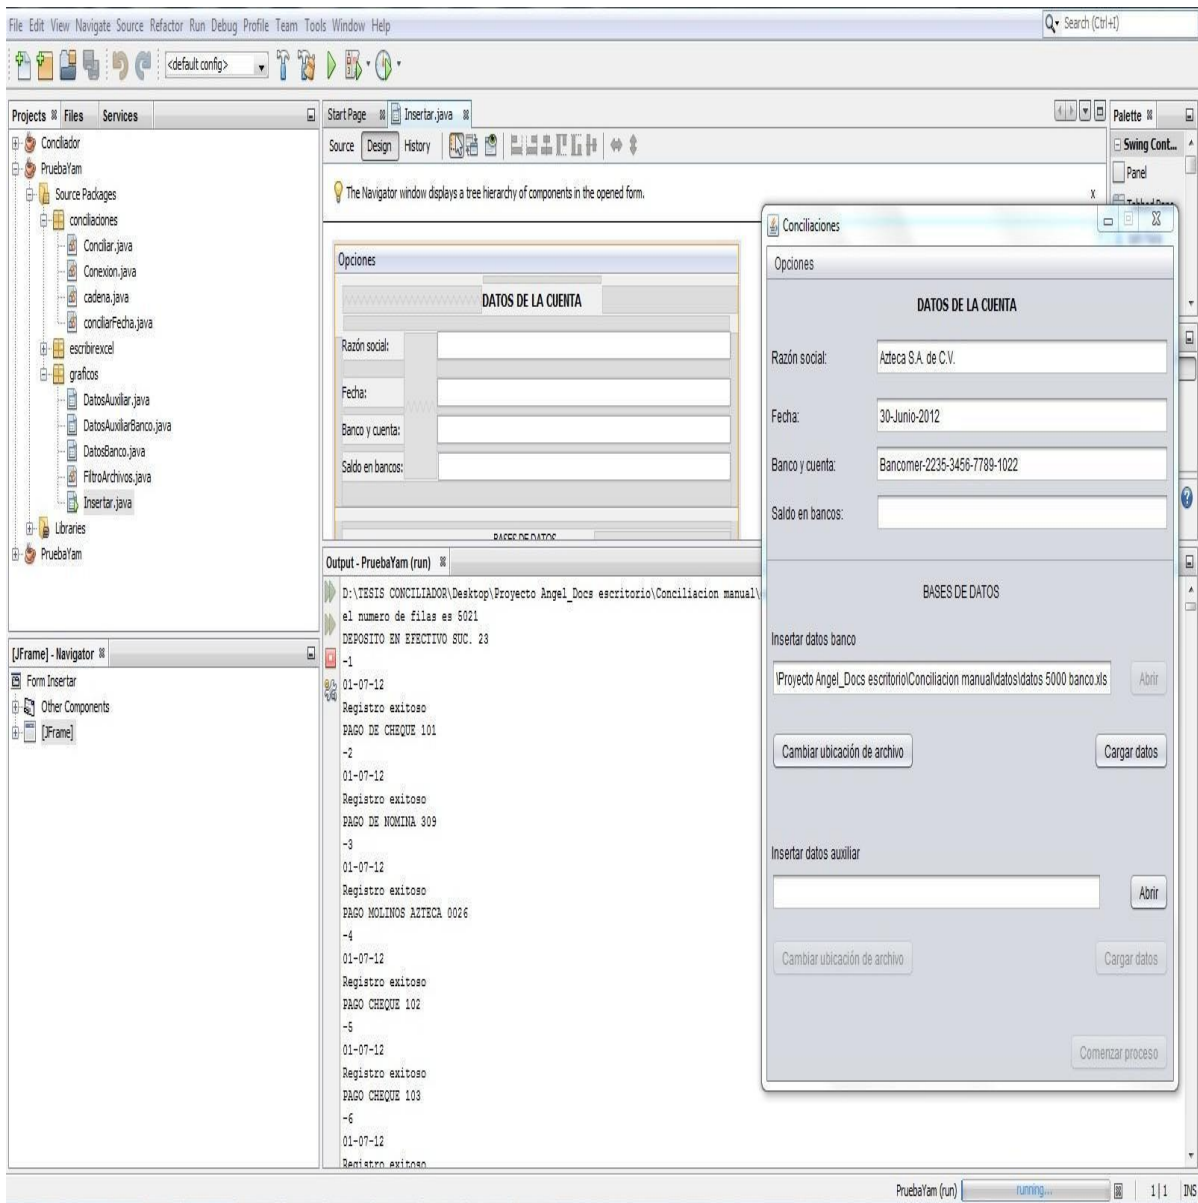 File Edit View Navigate Source Refactor Run Debug Profile Team Tools Window Help
Search (Ctrl+I)
<default config>
Projects Files Services
Conciliador
PruebaYam
Source Packages
conciliaciones
Conciliar.java
Conexion.java
cadena.java
conciliarFecha.java
escribirexcel
graficos
DatosAuxiliar.java
DatosAuxiliarBanco.java
DatosBanco.java
FiltroArchivos.java
Insertar.java
Libraries
PruebaYam
[JFrame] - Navigator
Form Insertar
Other Components
[JFrame]
Start Page Insertar.java
Source Design History
The Navigator window displays a tree hierarchy of components in the opened form.
x
Opciones
DATOS DE LA CUENTA
Razón social:
Fecha:
Banco y cuenta:
Saldo en bancos:
BASES DE DATOS
Palette
Swing Cont...
Panel
Tabbed Pane
Output - PruebaYam (run)
D:\TESIS CONCILIADOR\Desktop\Proyecto Angel_Docs escritorio\Conciliacion manual\
el numero de filas es 5021
DEPOSITO EN EFECTIVO SUC. 23
-1
01-07-12
Registro exitoso
PAGO DE CHEQUE 101
-2
01-07-12
Registro exitoso
PAGO DE NOMINA 309
-3
01-07-12
Registro exitoso
PAGO MOLINOS AZTECA 0026
-4
01-07-12
Registro exitoso
PAGO CHEQUE 102
-5
01-07-12
Registro exitoso
PAGO CHEQUE 103
-6
01-07-12
Registro exitoso
Conciliaciones
Opciones
DATOS DE LA CUENTA
Razón social: Azteca S.A. de C.V.
Fecha: 30-Junio-2012
Banco y cuenta: Bancomer-2235-3456-7789-1022
Saldo en bancos:
BASES DE DATOS
Insertar datos banco
\Proyecto Angel_Docs escritorio\Conciliacion manual\datos\datos 5000 banco.xls Abrir
Cambiar ubicación de archivo Cargar datos
Insertar datos auxiliar
Abrir
Cambiar ubicación de archivo Cargar datos
Comenzar proceso
PruebaYam (run) running... 1|1 INS